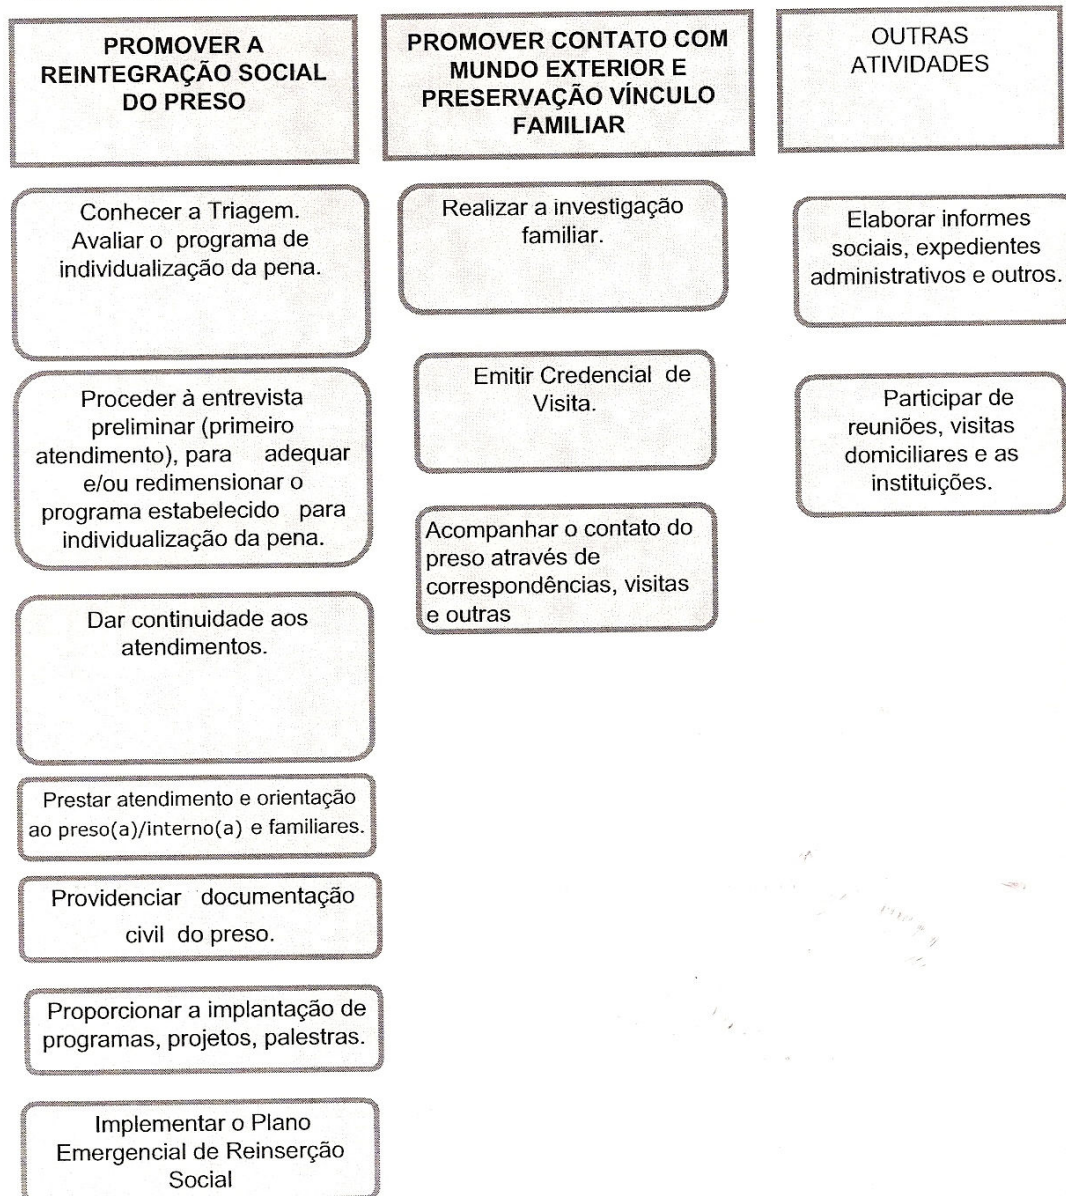 PROMOVER A
REINTEGRAÇÃO SOCIAL
DO PRESO
Conhecer a Triagem.
Avaliar o programa de
individualização da pena.
Proceder à entrevista
preliminar (primeiro
atendimento), para adequar
e/ou redimensionar o
programa estabelecido para
individualização da pena.
Dar continuidade aos
atendimentos.
Prestar atendimento e orientação
ao preso(a)/interno(a) e familiares.
Providenciar documentação
civil do preso.
Proporcionar a implantação de
programas, projetos, palestras.
Implementar o Plano
Emergencial de Reinserção
Social
PROMOVER CONTATO COM
MUNDO EXTERIOR E
PRESERVAÇÃO VÍNCULO
FAMILIAR
Realizar a investigação
familiar.
Emitir Credencial de
Visita.
Acompanhar o contato do
preso através de
correspondências, visitas
e outras
OUTRAS
ATIVIDADES
Elaborar informes
sociais, expedientes
administrativos e outros.
Participar de
reuniões, visitas
domiciliares e as
instituições.